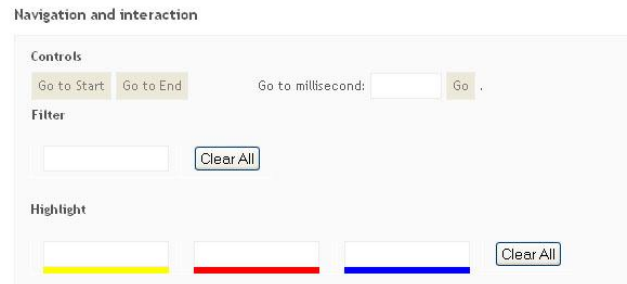 Navigation and interaction
Controls
Go to Start Go to End Go to millisecond: Go .
Filter
Clear All
Highlight
Clear All